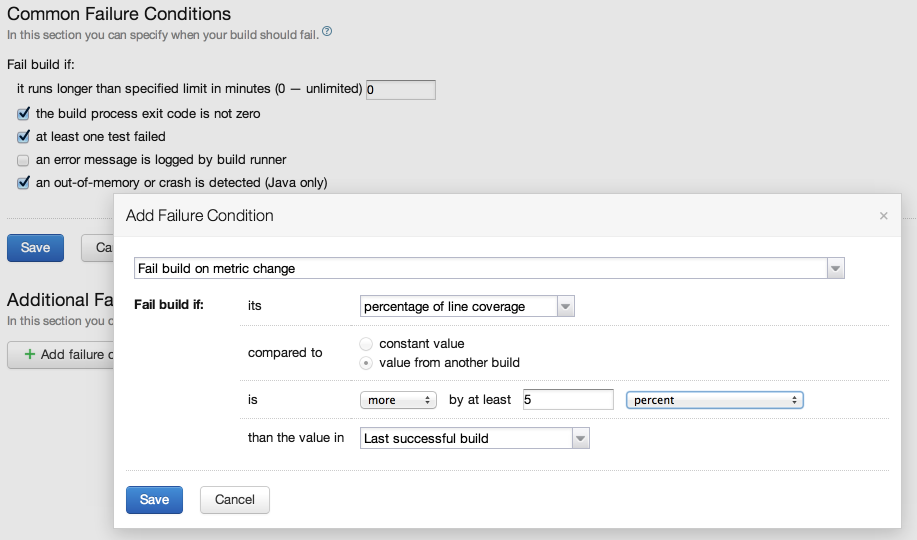 Common Failure Conditions
In this section you can specify when your build should fail. ?
Fail build if:
it runs longer than specified limit in minutes (0 — unlimited) 0
the build process exit code is not zero
at least one test failed
an error message is logged by build runner
an out-of-memory or crash is detected (Java only)
Save Ca
Additional Fa
In this section you c
+ Add failure c
Add Failure Condition ×
Fail build on metric change
Fail build if: its percentage of line coverage
compared to constant value
value from another build
is more by at least 5 percent
than the value in Last successful build
Save Cancel